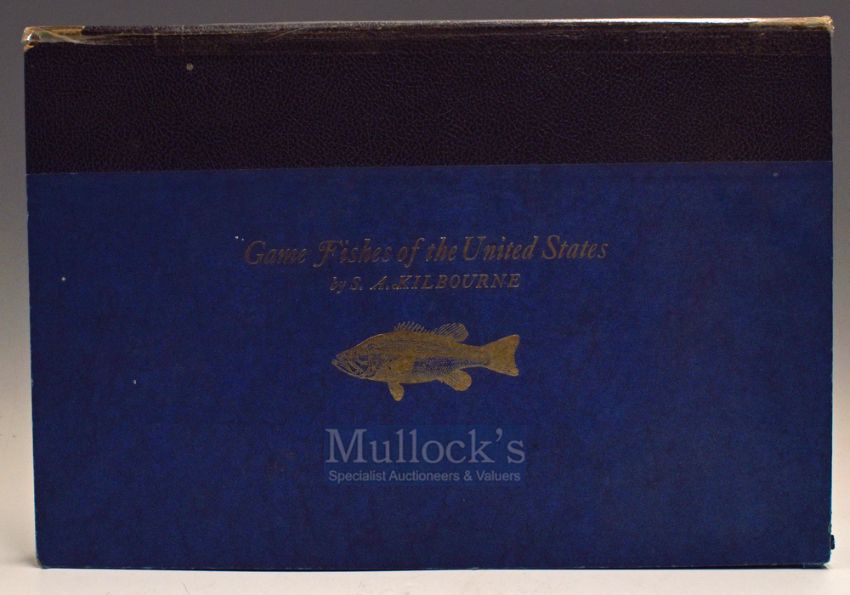 Game Fishes of the United States
by S. A. KILBOURNE
Mullock's
Specialist Auctioneers & Valuers